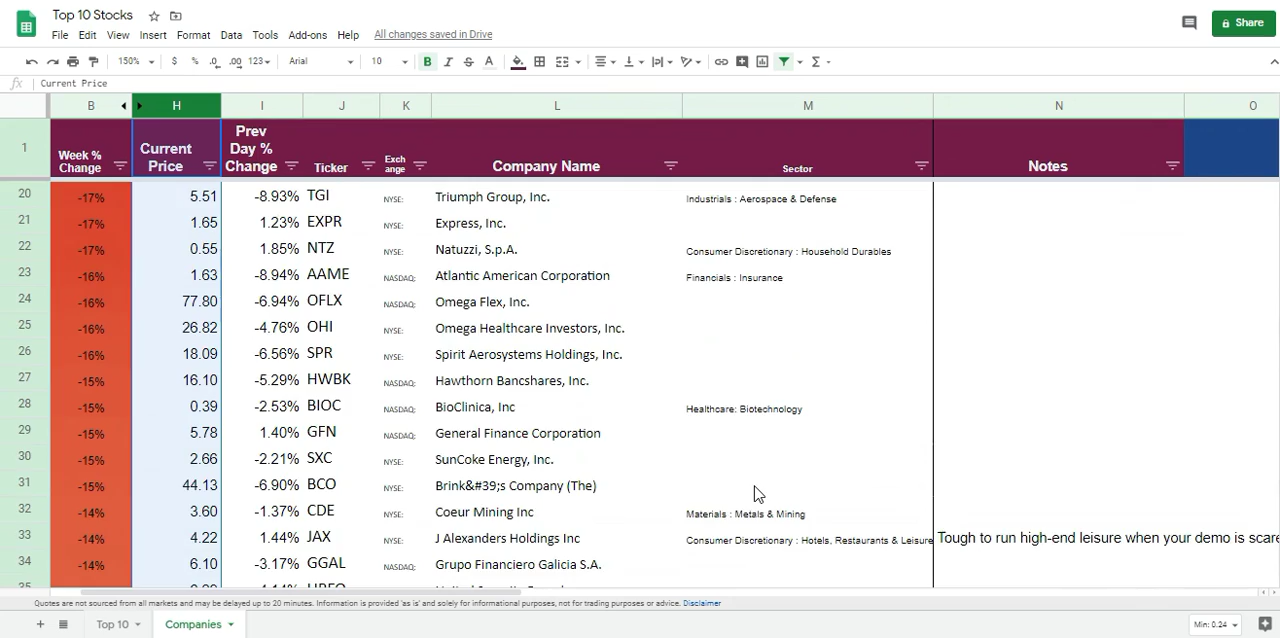 Top 10 Stocks
File Edit View Insert Format Data Tools Add-ons Help All changes saved in Drive
Share
150% $ % .0 .00 123 Arial 10 B I S A
fx Current Price
B H I J K L M N O
1 Week % Change Current Price Prev Day % Change Ticker Exch ange Company Name Sector Notes
20 -17% 5.51 -8.93% TGI NYSE: Triumph Group, Inc. Industrials : Aerospace & Defense
21 -17% 1.65 1.23% EXPR NYSE: Express, Inc.
22 -17% 0.55 1.85% NTZ NYSE: Natuzzi, S.p.A. Consumer Discretionary : Household Durables
23 -16% 1.63 -8.94% AAME NASDAQ: Atlantic American Corporation Financials : Insurance
24 -16% 77.80 -6.94% OFLX NASDAQ: Omega Flex, Inc.
25 -16% 26.82 -4.76% OHI NYSE: Omega Healthcare Investors, Inc.
26 -16% 18.09 -6.56% SPR NYSE: Spirit Aerosystems Holdings, Inc.
27 -15% 16.10 -5.29% HWBK NASDAQ: Hawthorn Bancshares, Inc.
28 -15% 0.39 -2.53% BIOC NASDAQ: BioClinica, Inc Healthcare: Biotechnology
29 -15% 5.78 1.40% GFN NASDAQ: General Finance Corporation
30 -15% 2.66 -2.21% SXC NYSE: SunCoke Energy, Inc.
31 -15% 44.13 -6.90% BCO NYSE: Brink&#39;s Company (The)
32 -14% 3.60 -1.37% CDE NYSE: Coeur Mining Inc Materials : Metals & Mining
33 -14% 4.22 1.44% JAX NYSE: J Alexanders Holdings Inc Consumer Discretionary : Hotels, Restaurants & Leisure Tough to run high-end leisure when your demo is scare
34 -14% 6.10 -3.17% GGAL NASDAQ: Grupo Financiero Galicia S.A.
Quotes are not sourced from all markets and may be delayed up to 20 minutes. Information is provided 'as is' and solely for informational purposes, not for trading purposes or advice. Disclaimer
Top 10 Companies Min: 0.24